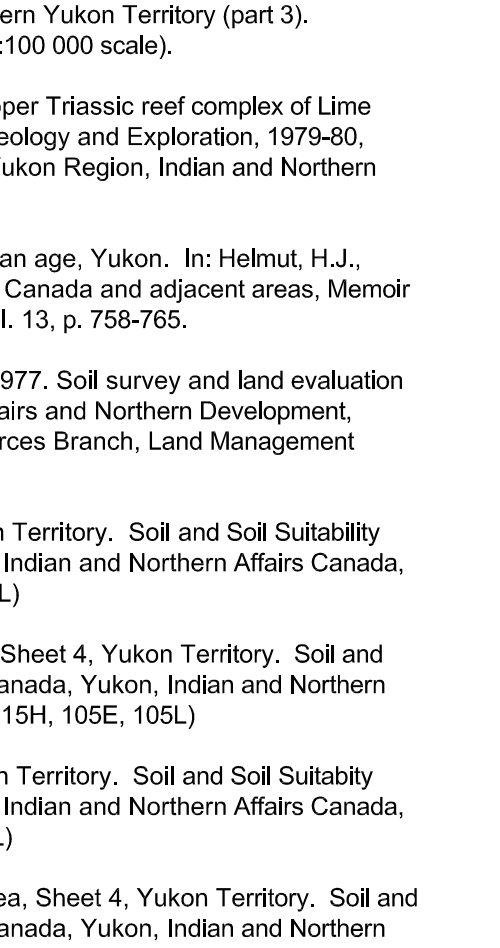 ern Yukon Territory (part 3).
:100 000 scale).
per Triassic reef complex of Lime
eology and Exploration, 1979-80,
ukon Region, Indian and Northern
an age, Yukon. In: Helmut, H.J.,
Canada and adjacent areas, Memoir
l. 13, p. 758-765.
977. Soil survey and land evaluation
airs and Northern Development,
rces Branch, Land Management
n Territory. Soil and Soil Suitability
Indian and Northern Affairs Canada,
L)
Sheet 4, Yukon Territory. Soil and
anada, Yukon, Indian and Northern
15H, 105E, 105L)
n Territory. Soil and Soil Suitabity
Indian and Northern Affairs Canada,
L)
ea, Sheet 4, Yukon Territory. Soil and
anada, Yukon, Indian and Northern